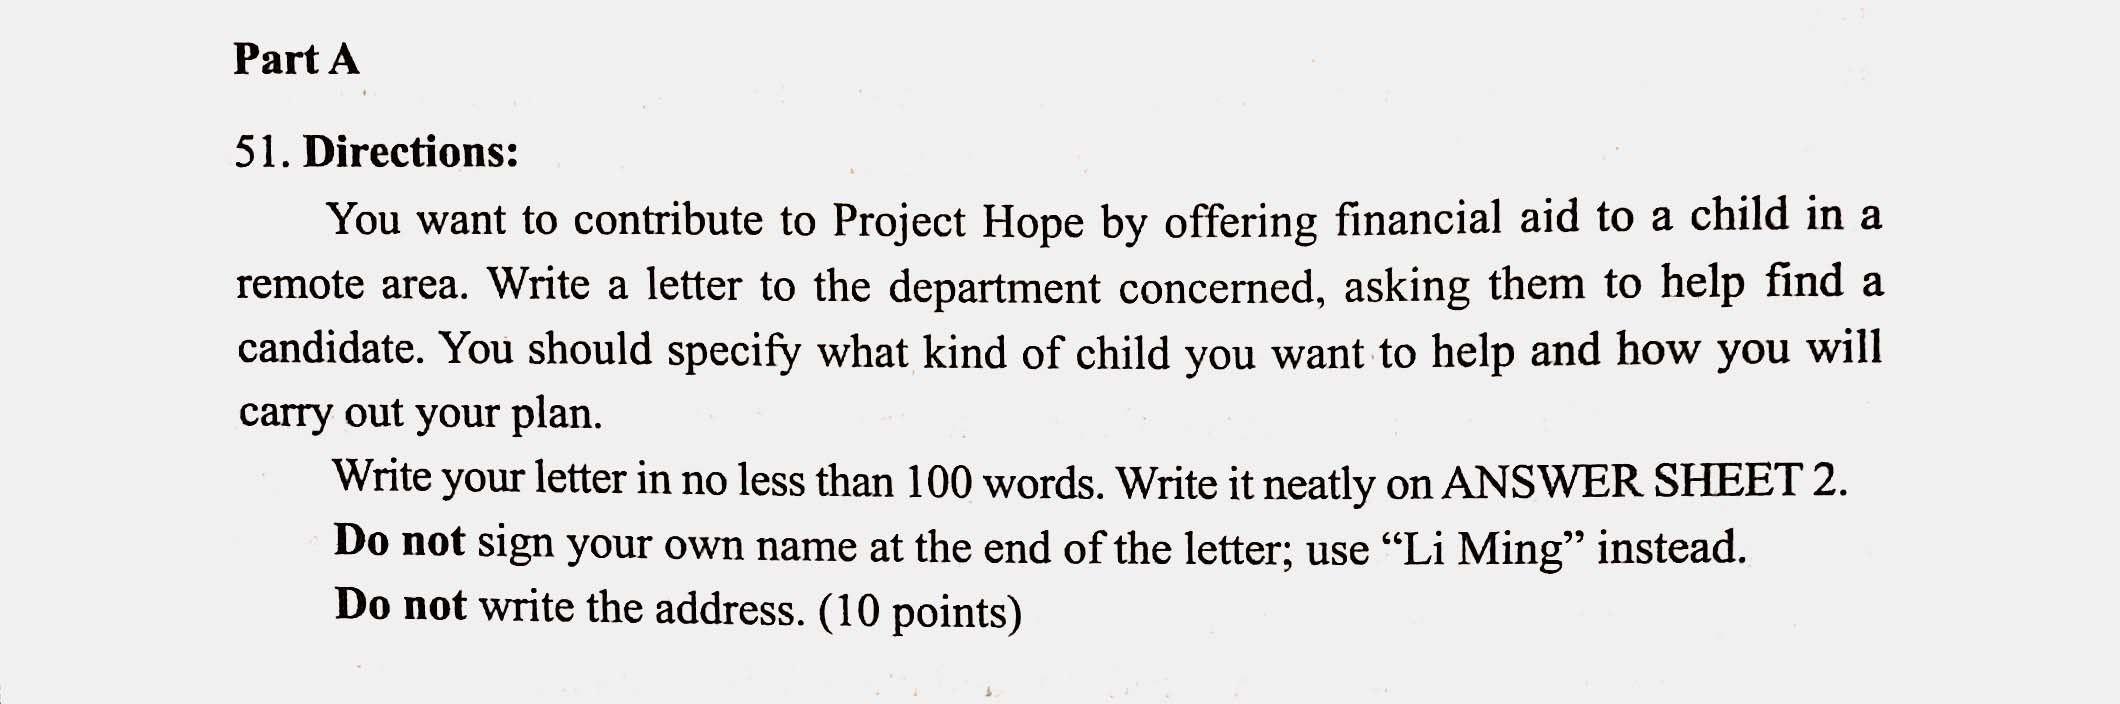 Part A
51. Directions:
You want to contribute to Project Hope by offering financial aid to a child in a
remote area. Write a letter to the department concerned, asking them to help find a
candidate. You should specify what kind of child you want to help and how you will
carry out your plan.
Write your letter in no less than 100 words. Write it neatly on ANSWER SHEET 2.
Do not sign your own name at the end of the letter; use “Li Ming” instead.
Do not write the address. (10 points)